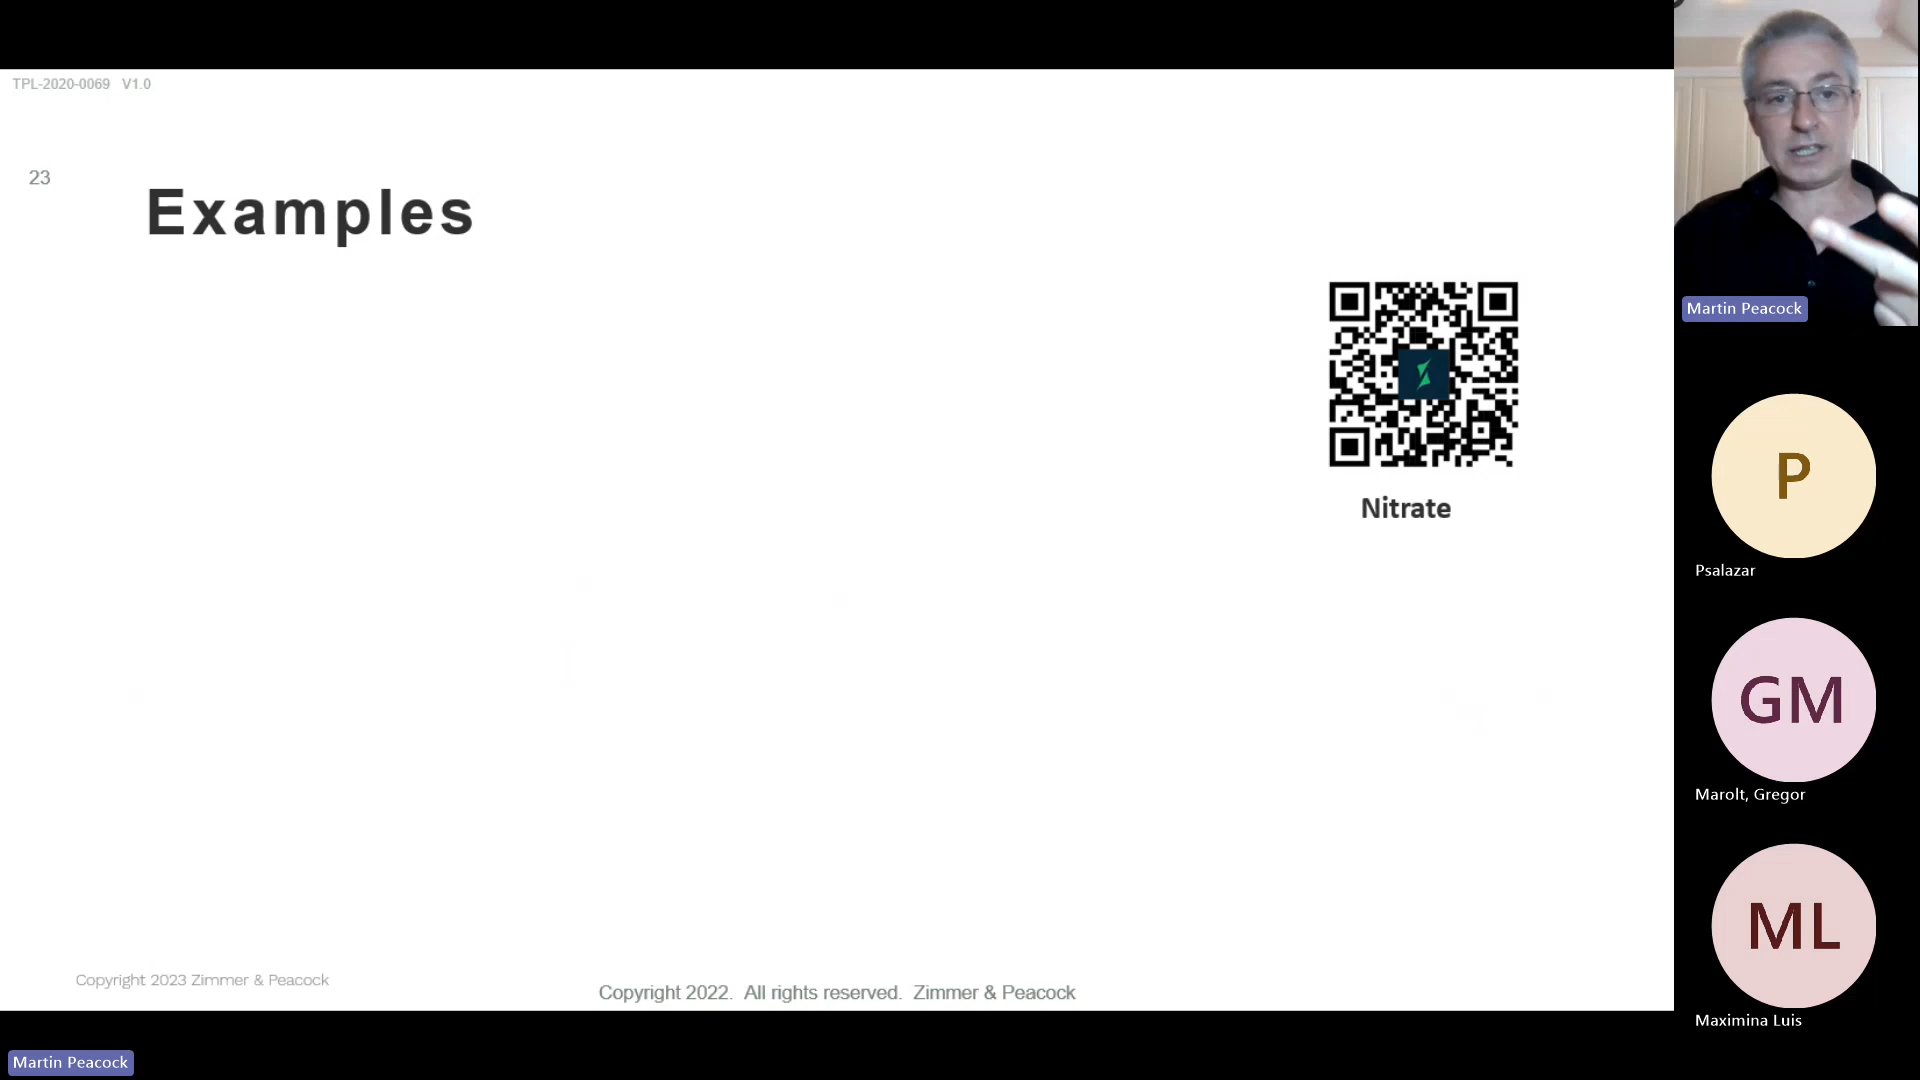 TPL-2020-0069 V1.0
23
Examples
Nitrate
Copyright 2023 Zimmer & Peacock
Copyright 2022. All rights reserved. Zimmer & Peacock
Martin Peacock
Martin Peacock
P
Psalazar
GM
Marolt, Gregor
ML
Maximina Luis